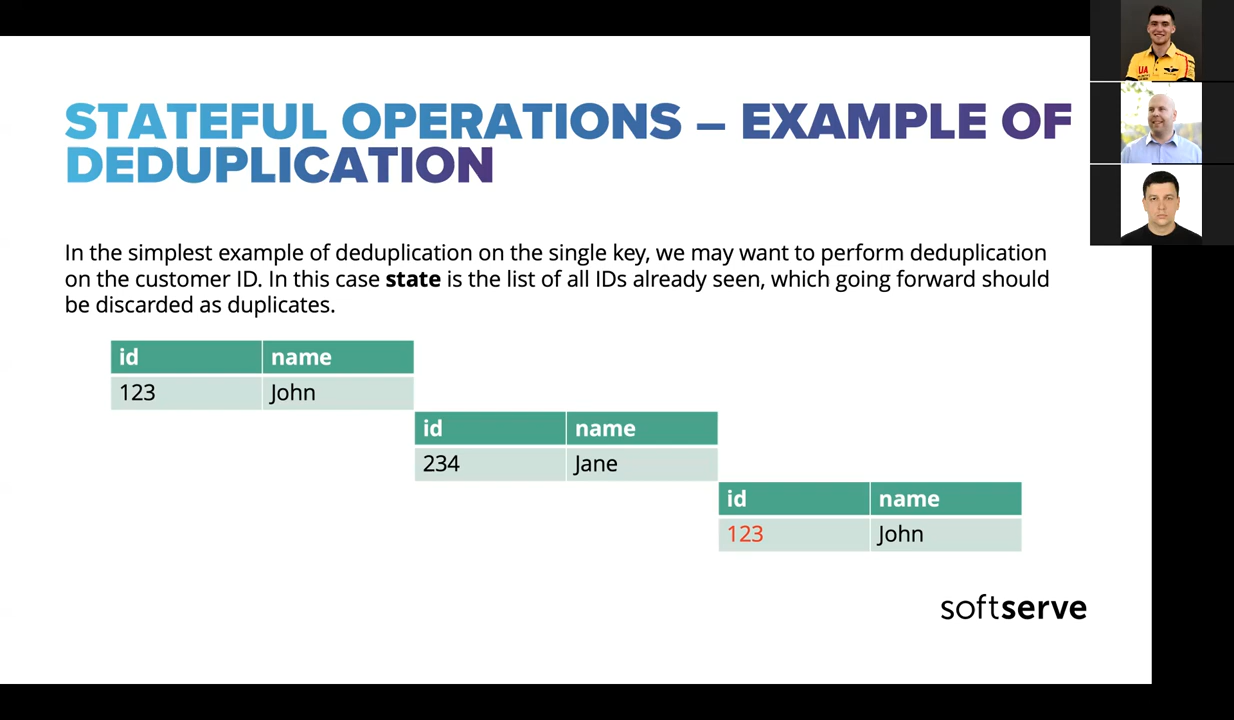 STATEFUL OPERATIONS – EXAMPLE OF
DEDUPLICATION
In the simplest example of deduplication on the single key, we may want to perform deduplication
on the customer ID. In this case state is the list of all IDs already seen, which going forward should
be discarded as duplicates.
id name
123 John
id name
234 Jane
id name
123 John
softserve
UA